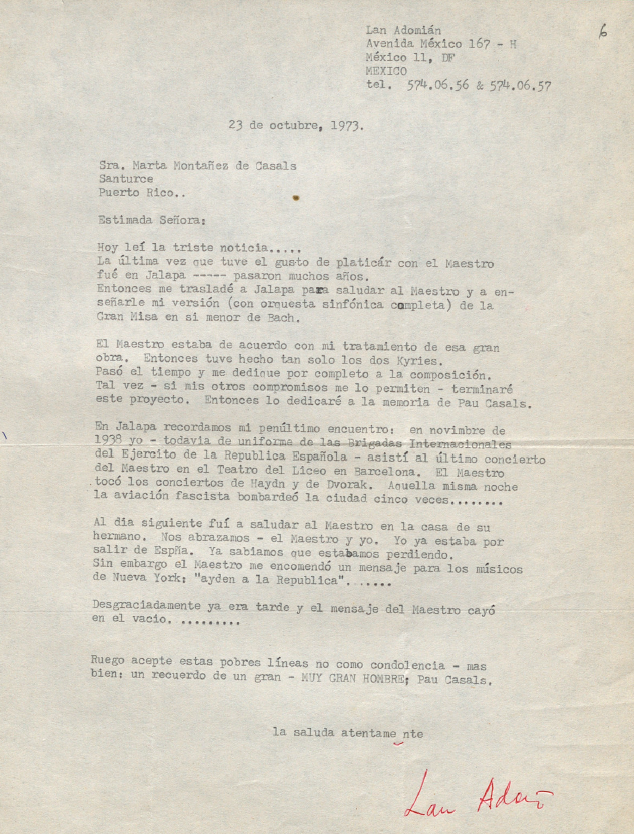 6
Lan Adomián
Avenida México 167 - H
México 11, DF
MEXICO
tel. 574.06.56 & 574.06.57
23 de octubre, 1973.
Sra. Marta Montañez de Casals
Santurce
Puerto Rico..
Estimada Señora:
Hoy leí la triste noticia.....
La última vez que tuve el gusto de platicár con el Maestro
fué en Jalapa ----- pasaron muchos años.
Entonces me trasladé a Jalapa para saludar al Maestro y a en-
señarle mi versión (con orquesta sinfónica completa) de la
Gran Misa en si menor de Bach.
El Maestro estaba de acuerdo con mi tratamiento de esa gran
obra. Entonces tuve hecho tan solo los dos Kyries.
Pasó el tiempo y me dedique por completo a la composición.
Tal vez - si mis otros compromisos me lo permiten - terminaré
este proyecto. Entonces lo dedicaré a la memoria de Pau Casals.
En Jalapa recordamos mi penúltimo encuentro: en noviembre de
1938 yo - todavia de uniforme de las Brigadas Internacionales
del Ejercito de la Republica Española - asistí al último concierto
del Maestro en el Teatro del Liceo en Barcelona. El Maestro
tocó los conciertos de Haydn y de Dvorak. Aquella misma noche
la aviación fascista bombardeó la ciudad cinco veces........
Al dia siguiente fuí a saludar al Maestro en la casa de su
hermano. Nos abrazamos - el Maestro y yo. Yo ya estaba por
salir de Espña. Ya sabiamos que estabamos perdiendo.
Sin embargo el Maestro me encomendó un mensaje para los músicos
de Nueva York: "ayden a la Republica".......
Desgraciadamente ya era tarde y el mensaje del Maestro cayó
en el vacio. .........
Ruego acepte estas pobres líneas no como condolencia - mas
bien: un recuerdo de un gran - MUY GRAN HOMBRE; Pau Casals.
la saluda atentame nte
Lan Adomián